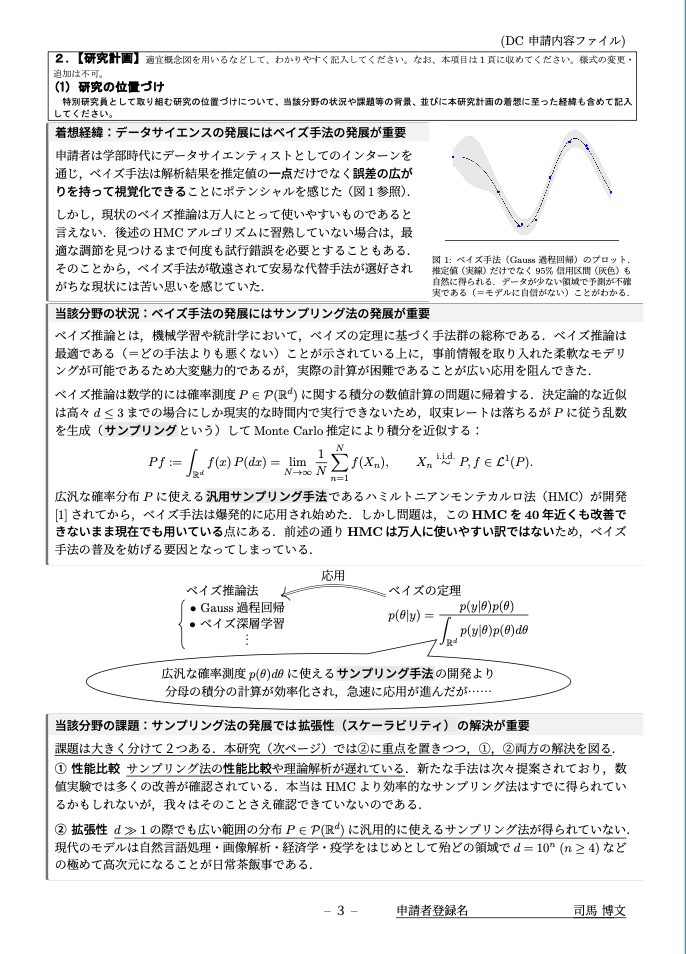 (DC 申請内容ファイル)
２．【研究計画】適宜概念図を用いるなどして、わかりやすく記入してください。なお、本項目は１頁に収めてください。様式の変更・
追加は不可。
(1) 研究の位置づけ
特別研究員として取り組む研究の位置づけについて、当該分野の状況や課題等の背景、並びに本研究計画の着想に至った経緯も含めて記入
してください。
着想経緯：データサイエンスの発展にはベイズ手法の発展が重要
申請者は学部時代にデータサイエンティストとしてのインターンを
通じ，ベイズ手法は解析結果を推定値の一点だけでなく誤差の広が
りを持って視覚化できることにポテンシャルを感じた（図１参照）．
しかし，現状のベイズ推論は万人にとって使いやすいものであると
言えない．後述の HMC アルゴリズムに習熟していない場合は，最
適な調節を見つけるまで何度も試行錯誤を必要とすることもある．
そのことから，ベイズ手法が敬遠されて安易な代替手法が選好され
がちな現状には苦い思いを感じていた．
図 1: ベイズ手法（Gauss 過程回帰）のプロット．
推定値（実線）だけでなく 95% 信用区間（灰色）も
自然に得られる．データが少ない領域で予測が不確
実である（＝モデルに自信がない）ことがわかる．
当該分野の状況：ベイズ手法の発展にはサンプリング法の発展が重要
ベイズ推論とは，機械学習や統計学において，ベイズの定理に基づく手法群の総称である．ベイズ推論は
最適である（＝どの手法よりも悪くない）ことが示されている上に，事前情報を取り入れた柔軟なモデリ
ングが可能であるため大変魅力的であるが，実際の計算が困難であることが広い応用を阻んできた．
ベイズ推論は数学的には確率測度 P ∈ 𝒫(ℝ^d) に関する積分の数値計算の問題に帰着する．決定論的な近似
は高々 d ≤ 3 までの場合にしか現実的な時間内で実行できないため，収束レートは落ちるが P に従う乱数
を生成（サンプリングという）して Monte Carlo 推定により積分を近似する：
Pf := ∫_{ℝ^d} f(x) P(dx) = lim_{N→∞} 1/N ∑_{n=1}^{N} f(X_n), X_n i.i.d. ∼ P, f ∈ ℒ^1(P).
広汎な確率分布 P に使える汎用サンプリング手法であるハミルトニアンモンテカルロ法（HMC）が開発
[1] されてから，ベイズ手法は爆発的に応用され始めた．しかし問題は，この HMC を 40 年近くも改善で
きないまま現在でも用いている点にある．前述の通り HMC は万人に使いやすい訳ではないため，ベイズ
手法の普及を妨げる要因となってしまっている．
応用
ベイズ推論法
• Gauss 過程回帰
• ベイズ深層学習
⋮
ベイズの定理
p(θ|y) = p(y|θ)p(θ) / ∫_{ℝ^d} p(y|θ)p(θ)dθ
広汎な確率測度 p(θ)dθ に使えるサンプリング手法の開発より
分母の積分の計算が効率化され，急速に応用が進んだが……
当該分野の課題：サンプリング法の発展では拡張性（スケーラビリティ）の解決が重要
課題は大きく分けて２つある．本研究（次ページ）では②に重点を置きつつ，①，②両方の解決を図る．
① 性能比較 サンプリング法の性能比較や理論解析が遅れている．新たな手法は次々提案されており，数
値実験では多くの改善が確認されている．本当は HMC より効率的なサンプリング法はすでに得られてい
るかもしれないが，我々はそのことさえ確認できていないのである．
② 拡張性 d ≫ 1 の際でも広い範囲の分布 P ∈ 𝒫(ℝ^d) に汎用的に使えるサンプリング法が得られていない．
現代のモデルは自然言語処理・画像解析・経済学・疫学をはじめとして殆どの領域で d = 10^n (n ≥ 4) など
の極めて高次元になることが日常茶飯事である．
– 3 –
申請者登録名 司馬 博文